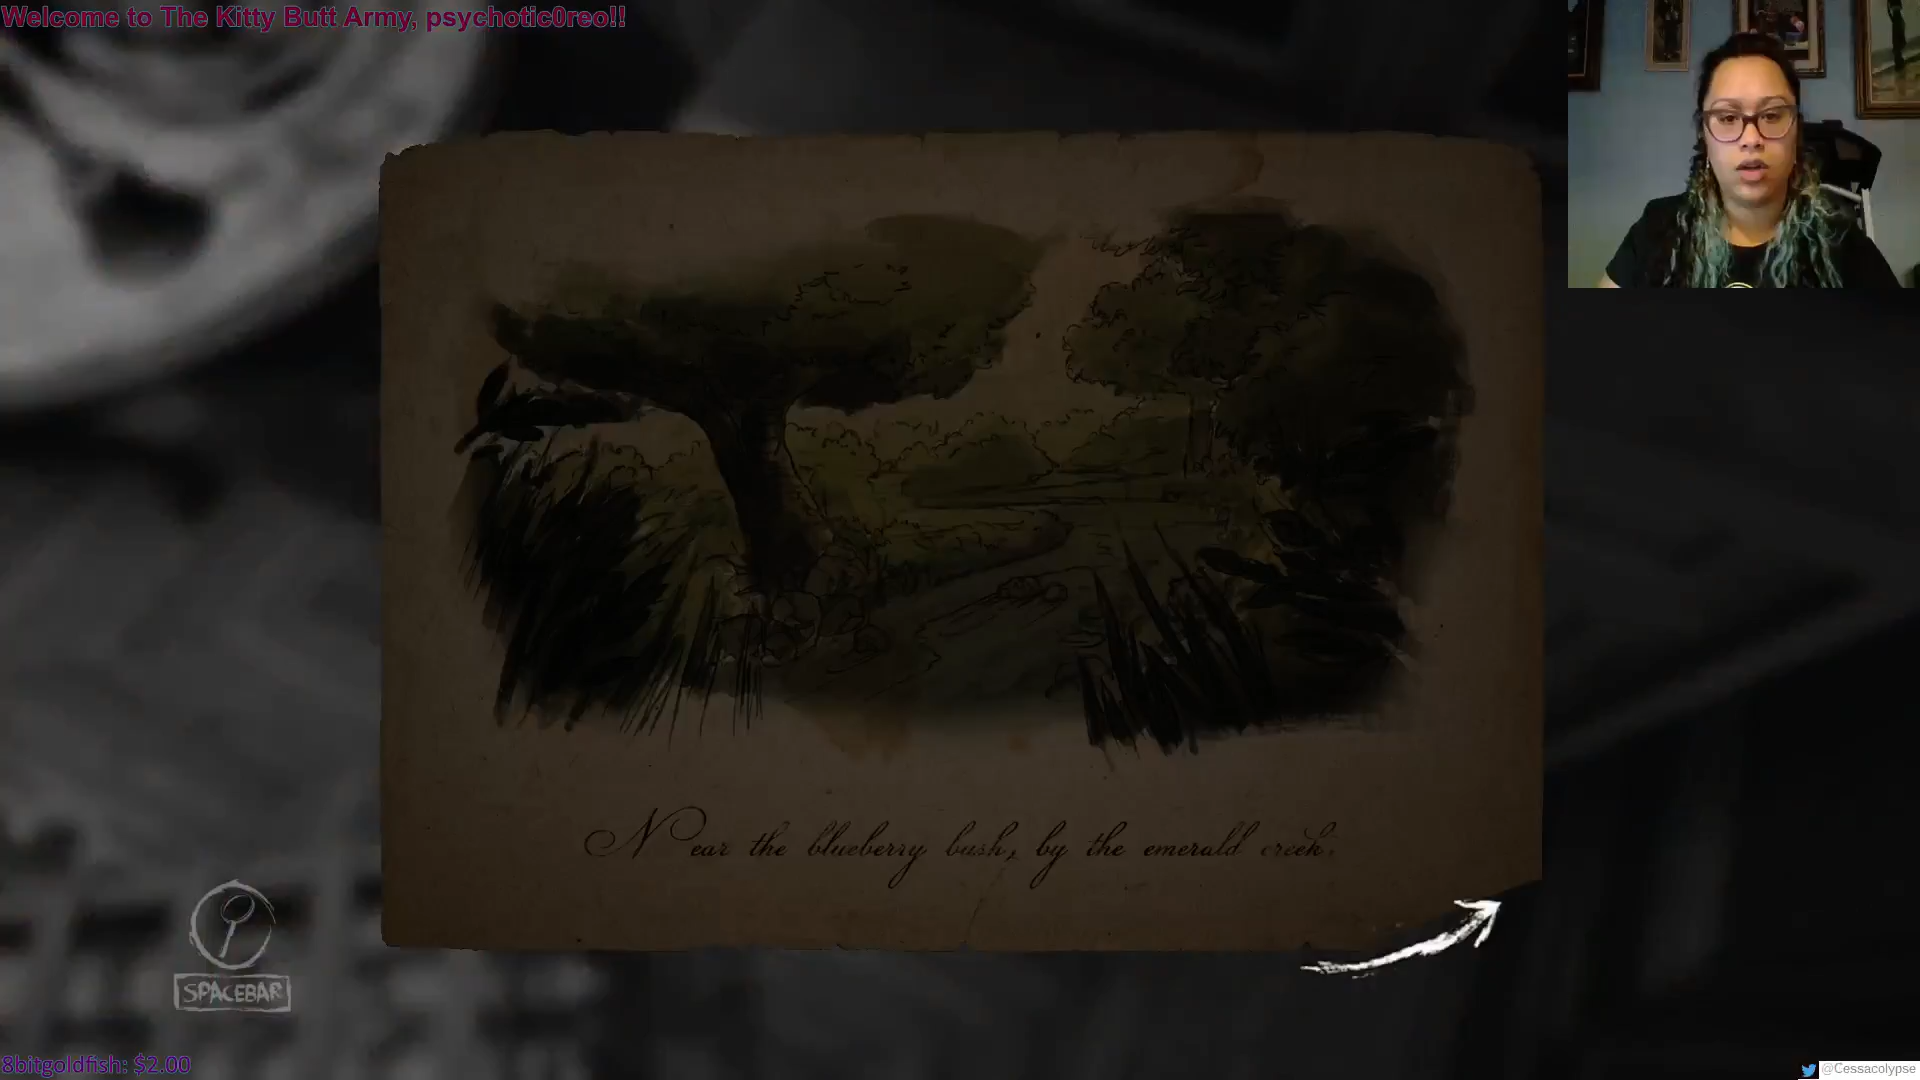 Welcome to The Kitty Butt Army, psychotic0reo!!
Near the blueberry bush, by the emerald creek.
SPACEBAR
8bitgoldfish: $2.00
@Cessacolypse